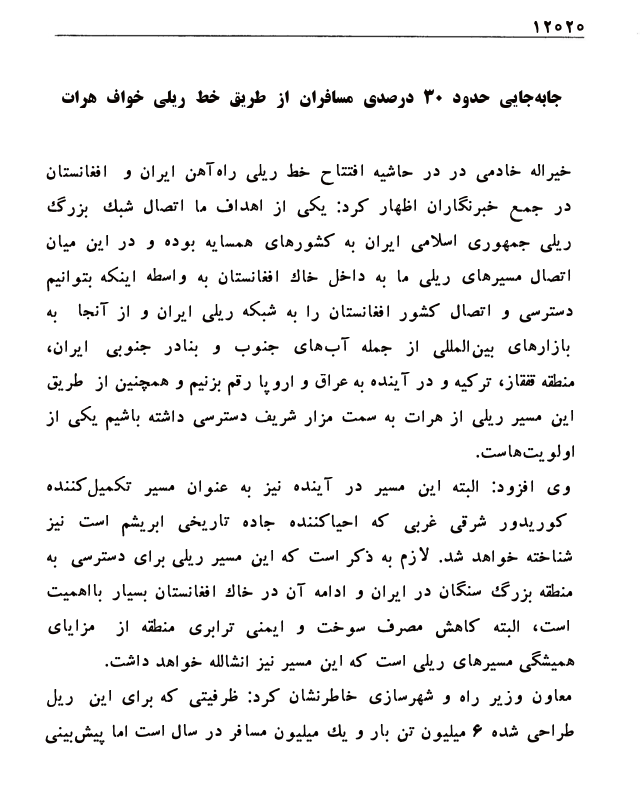 ۱۲۰۲۰
جابه‌جایی حدود ۳۰ درصدی مسافران از طریق خط ریلی خواف هرات
خیراله خادمی در در حاشیه افتتاح خط ریلی راه‌آهن ایران و افغانستان
در جمع خبرنگاران اظهار کرد: یکی از اهداف ما اتصال شبک بزرگ
ریلی جمهوری اسلامی ایران به کشورهای همسایه بوده و در این میان
اتصال مسیرهای ریلی ما به داخل خاک افغانستان به واسطه اینکه بتوانیم
دسترسی و اتصال کشور افغانستان را به شبکه ریلی ایران و از آنجا به
بازارهای بین‌المللی از جمله آب‌های جنوب و بنادر جنوبی ایران،
منطقه قفقاز، ترکیه و در آینده به عراق و اروپا رقم بزنیم و همچنین از طریق
این مسیر ریلی از هرات به سمت مزار شریف دسترسی داشته باشیم یکی از
اولویت‌هاست.
وی افزود: البته این مسیر در آینده نیز به عنوان مسیر تکمیل‌کننده
کوریدور شرقی غربی که احیاکننده جاده تاریخی ابریشم است نیز
شناخته خواهد شد. لازم به ذکر است که این مسیر ریلی برای دسترسی به
منطقه بزرگ سنگان در ایران و ادامه آن در خاک افغانستان بسیار بااهمیت
است، البته کاهش مصرف سوخت و ایمنی ترابری منطقه از مزایای
همیشگی مسیرهای ریلی است که این مسیر نیز انشالله خواهد داشت.
معاون وزیر راه و شهرسازی خاطرنشان کرد: ظرفیتی که برای این ریل
طراحی شده ۶ میلیون تن بار و یک میلیون مسافر در سال است اما پیش‌بینی